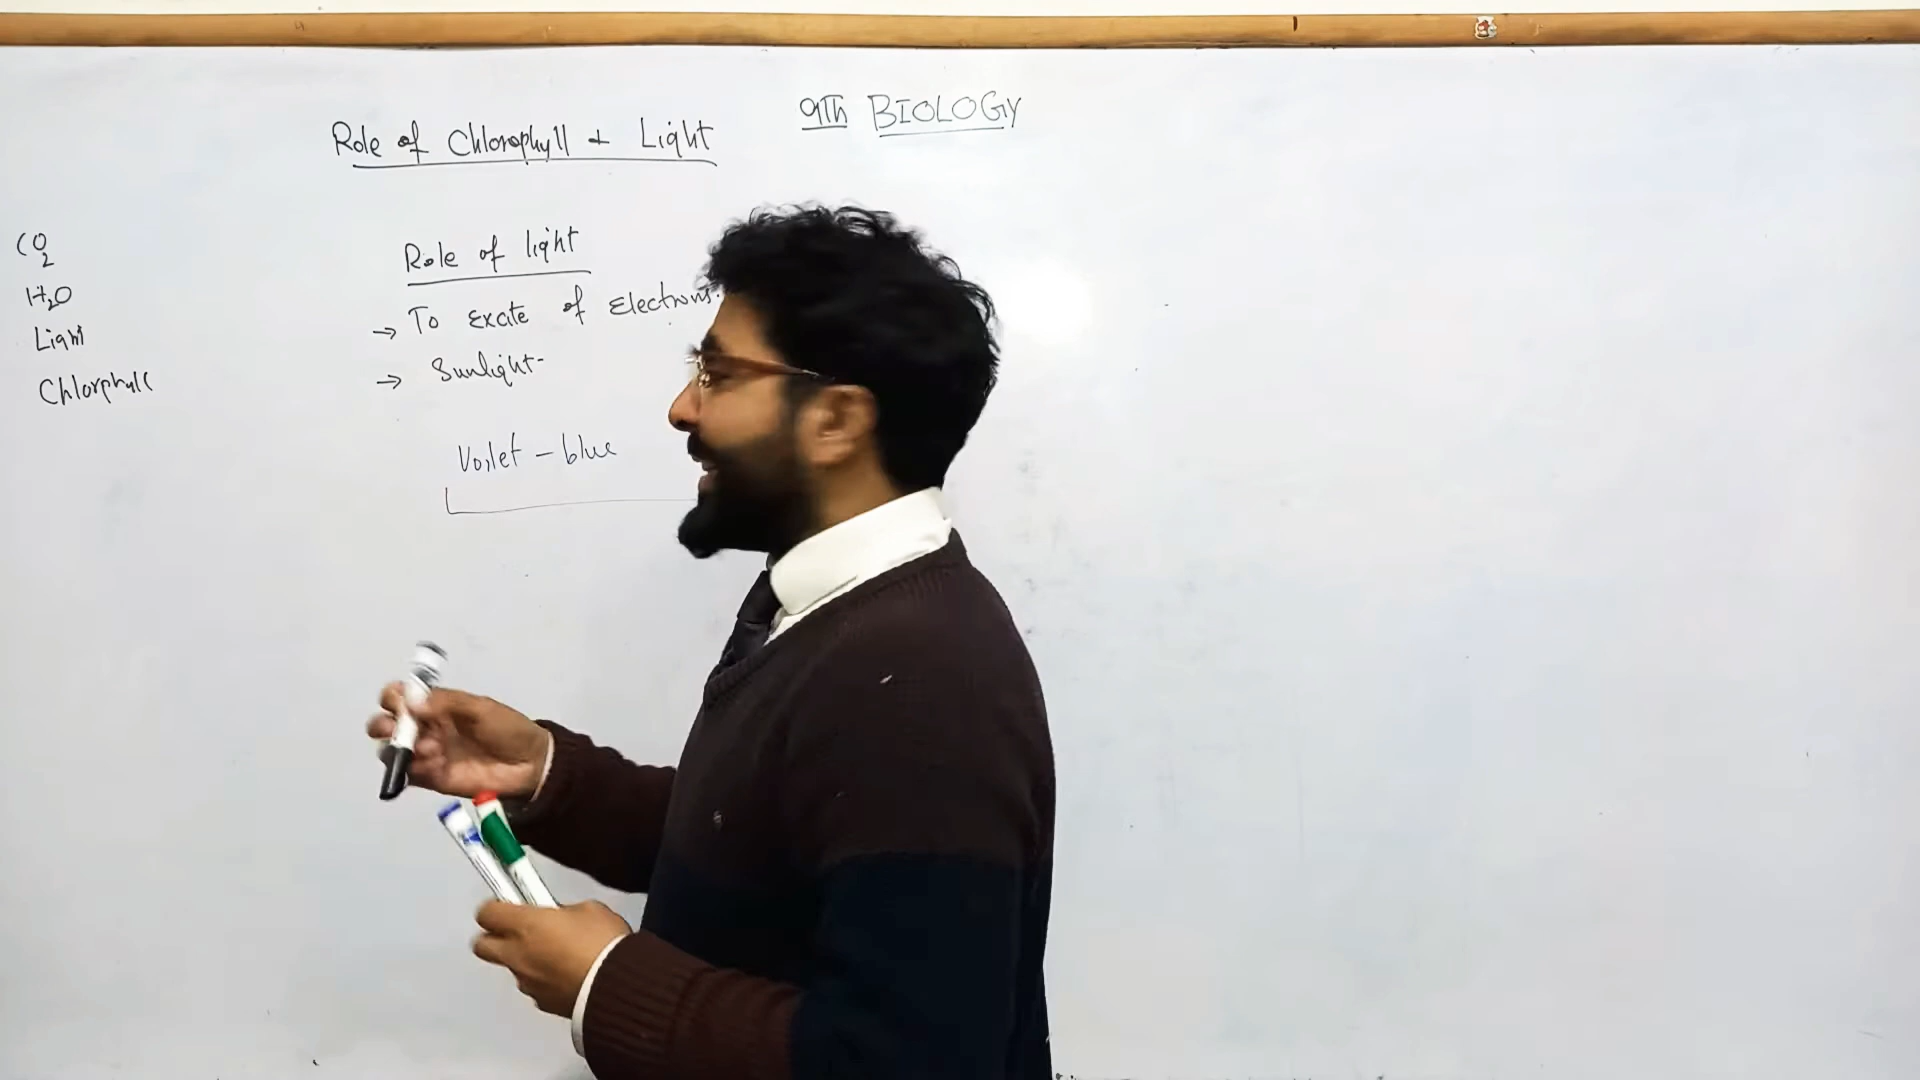 9Th BIOLOGY
Role of Chlorophyll + Light
CO2
H2O
Light
Chlorphyll
Role of light
→ To Excite of Electrons.
→ Sunlight-
Voilet - blue